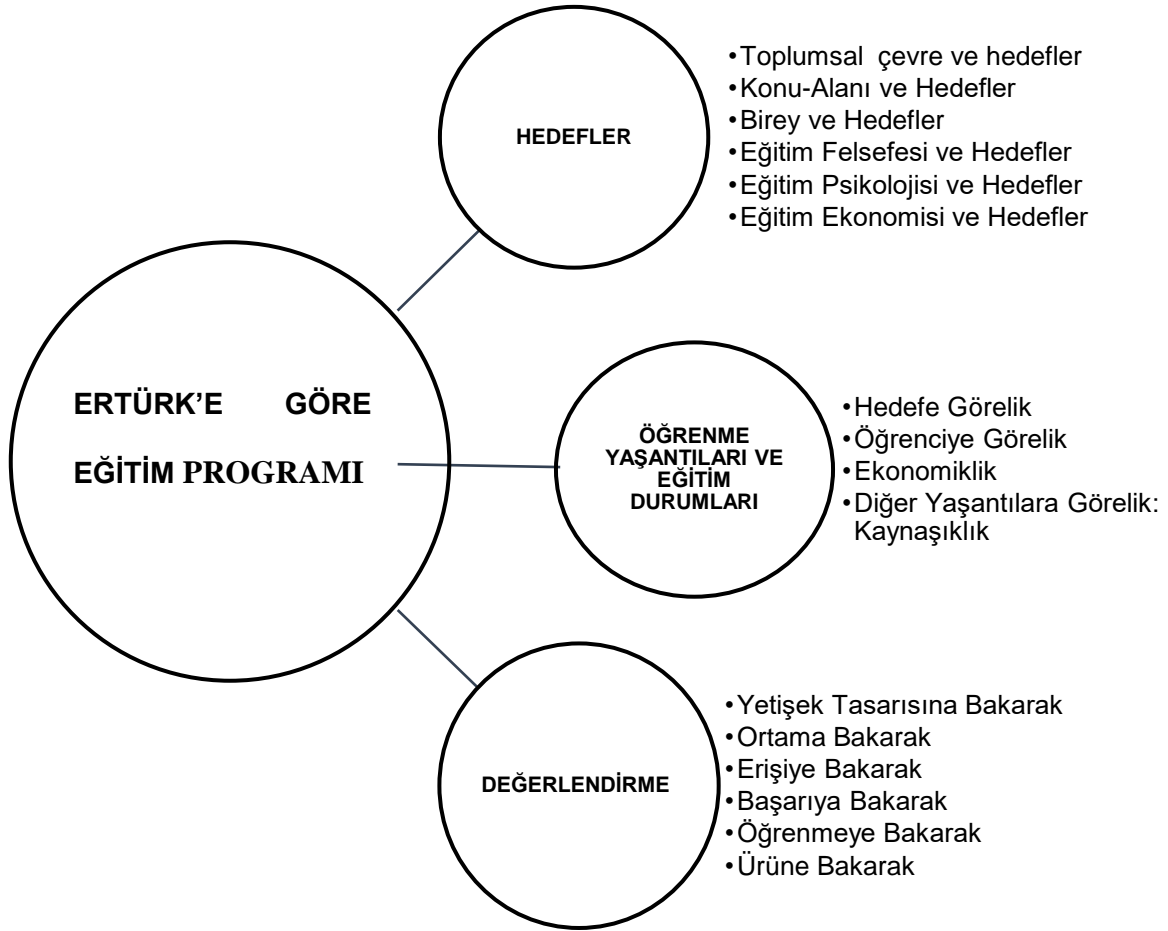 HEDEFLER
•Toplumsal çevre ve hedefler
•Konu-Alanı ve Hedefler
•Birey ve Hedefler
•Eğitim Felsefesi ve Hedefler
•Eğitim Psikolojisi ve Hedefler
•Eğitim Ekonomisi ve Hedefler
ERTÜRK’E GÖRE
EĞİTİM PROGRAMI
ÖĞRENME
YAŞANTILARI VE
EĞİTİM
DURUMLARI
•Hedefe Görelik
•Öğrenciye Görelik
•Ekonomiklik
•Diğer Yaşantılara Görelik:
Kaynaşıklık
DEĞERLENDİRME
•Yetişek Tasarısına Bakarak
•Ortama Bakarak
•Erişiye Bakarak
•Başarıya Bakarak
•Öğrenmeye Bakarak
•Ürüne Bakarak